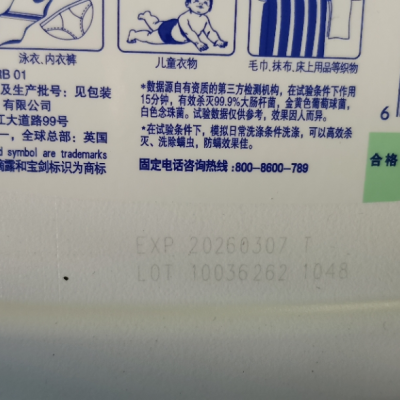 泳衣、内衣裤
儿童衣物
毛巾、抹布、床上用品等织物
IB 01
及生产批号：见包装
有限公司
江大道路99号
一，全球总部：英国
d symbol are trademarks
滴露和宝剑标识为商标
*数据源自有资质的第三方检测机构，在试验条件下作用
15分钟，有效杀灭99.9%大肠杆菌，金黄色葡萄球菌，
白色念珠菌。试验数据仅供参考，效果因人而异。
*在试验条件下，模拟日常洗涤条件洗涤，可以高效杀
灭、洗除螨虫，防螨效果佳。
固定电话咨询热线：800-8600-789
6
合格
EXP 20260307 T
LOT 10036262 1048